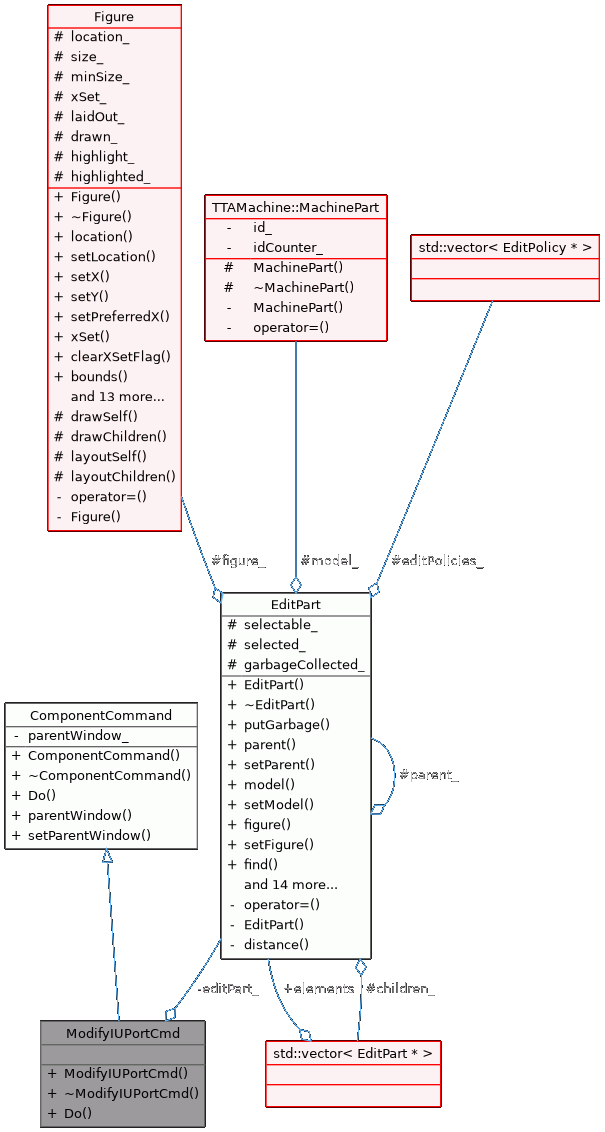 Figure
# location_
# size_
# minSize_
# xSet_
# laidOut_
# drawn_
# highlight_
# highlighted_
+ Figure()
+ ~Figure()
+ location()
+ setLocation()
+ setX()
+ setY()
+ setPreferredX()
+ xSet()
+ clearXSetFlag()
+ bounds()
and 13 more...
# drawSelf()
# drawChildren()
# layoutSelf()
# layoutChildren()
- operator=()
- Figure()
TTAMachine::MachinePart
- id_
- idCounter_
# MachinePart()
# ~MachinePart()
- MachinePart()
- operator=()
std::vector< EditPolicy * >
#figure_
#model_
#editPolicies_
EditPart
# selectable_
# selected_
# garbageCollected_
+ EditPart()
+ ~EditPart()
+ putGarbage()
+ parent()
+ setParent()
+ model()
+ setModel()
+ figure()
+ setFigure()
+ find()
and 14 more...
- operator=()
- EditPart()
- distance()
#parent_
ComponentCommand
- parentWindow_
+ ComponentCommand()
+ ~ComponentCommand()
+ Do()
+ parentWindow()
+ setParentWindow()
-editPart_
+elements
#children_
ModifyIUPortCmd
+ ModifyIUPortCmd()
+ ~ModifyIUPortCmd()
+ Do()
std::vector< EditPart * >